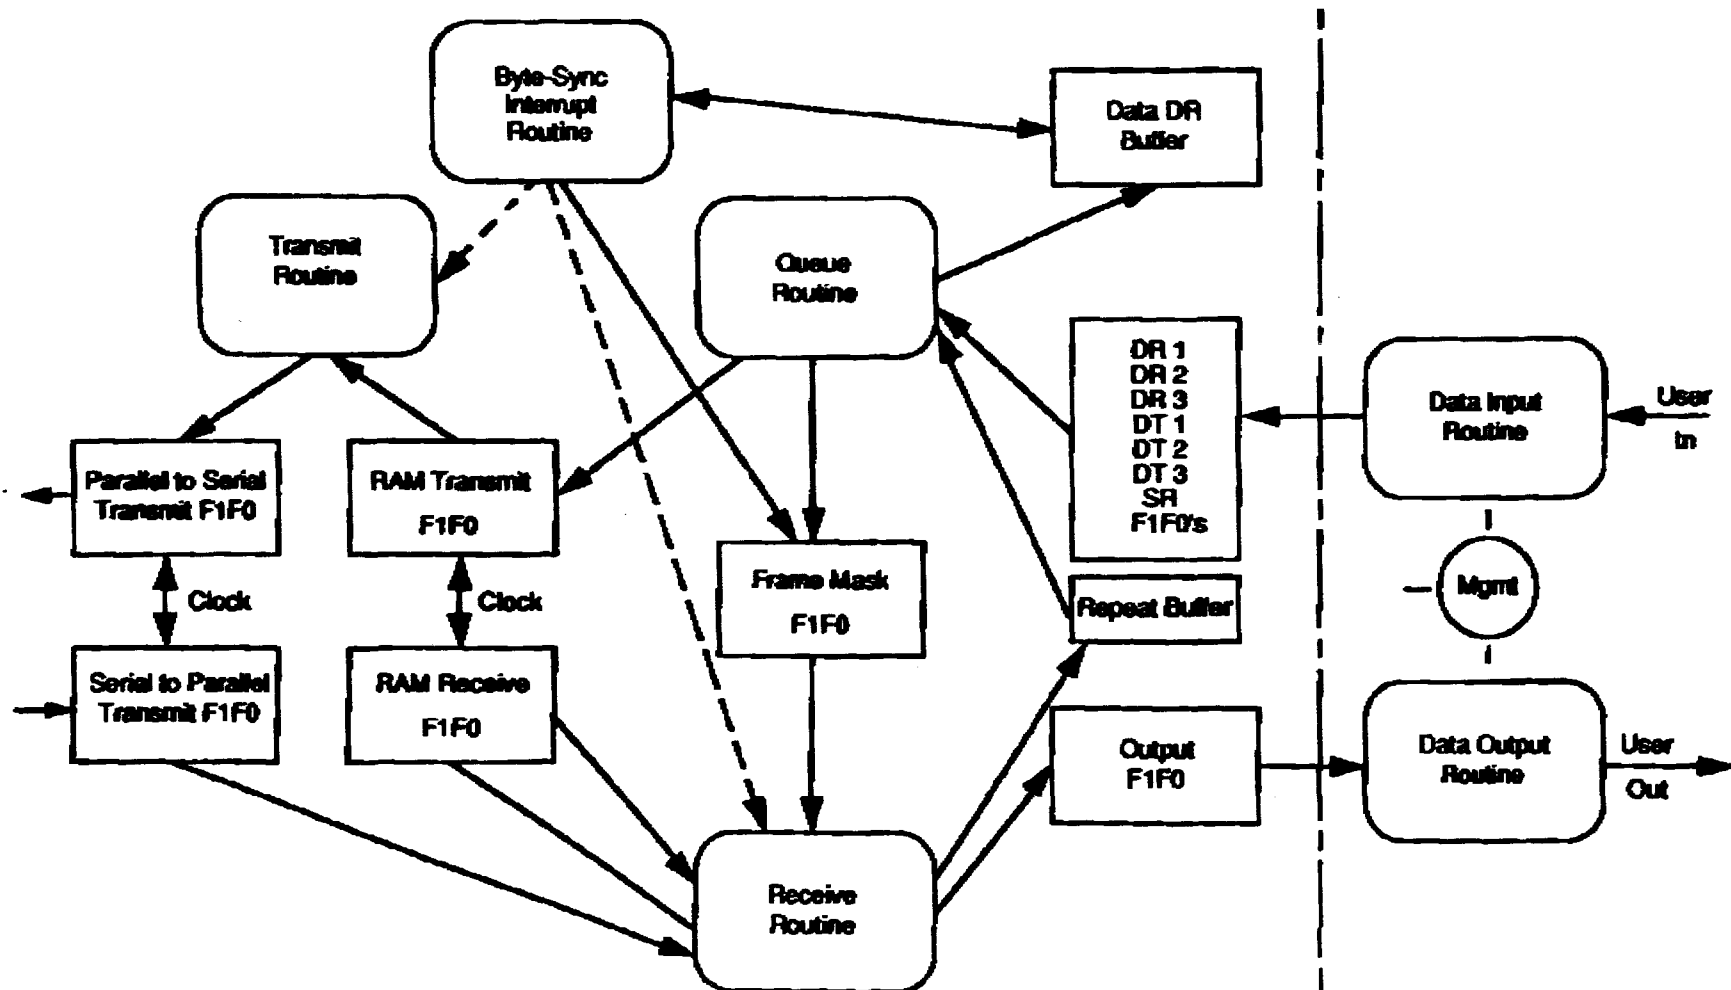 Byte-Sync
Interrupt
Routine
Data DR
Buffer
Transmit
Routine
Queue
Routine
DR 1
DR 2
DR 3
DT 1
DT 2
DT 3
SR
F1F0's
Data Input
Routine
User
In
Parallel to Serial
Transmit F1F0
RAM Transmit
F1F0
Frame Mask
F1F0
Repeat Buffer
Mgmt
Clock
Clock
Serial to Parallel
Transmit F1F0
RAM Receive
F1F0
Output
F1F0
Data Output
Routine
User
Out
Receive
Routine